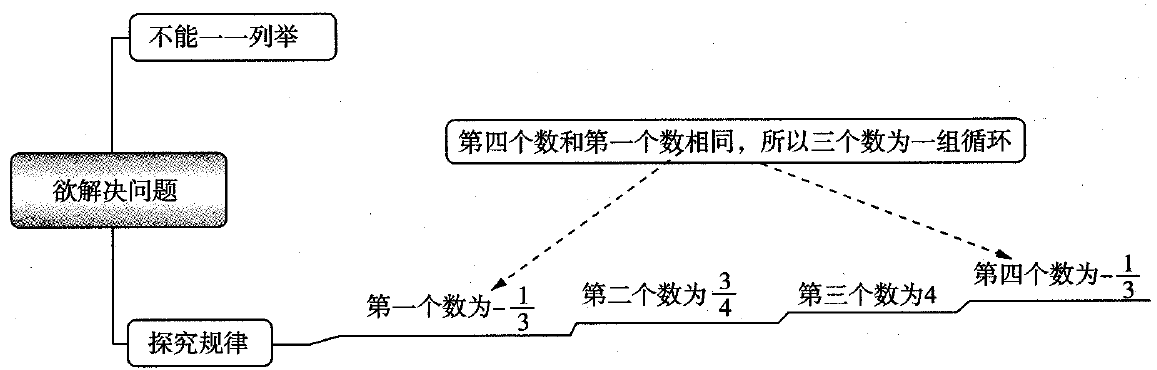 不能一一列举
第四个数和第一个数相同，所以三个数为一组循环
欲解决问题
第一个数为-1/3
第二个数为3/4
第三个数为4
第四个数为-1/3
探究规律